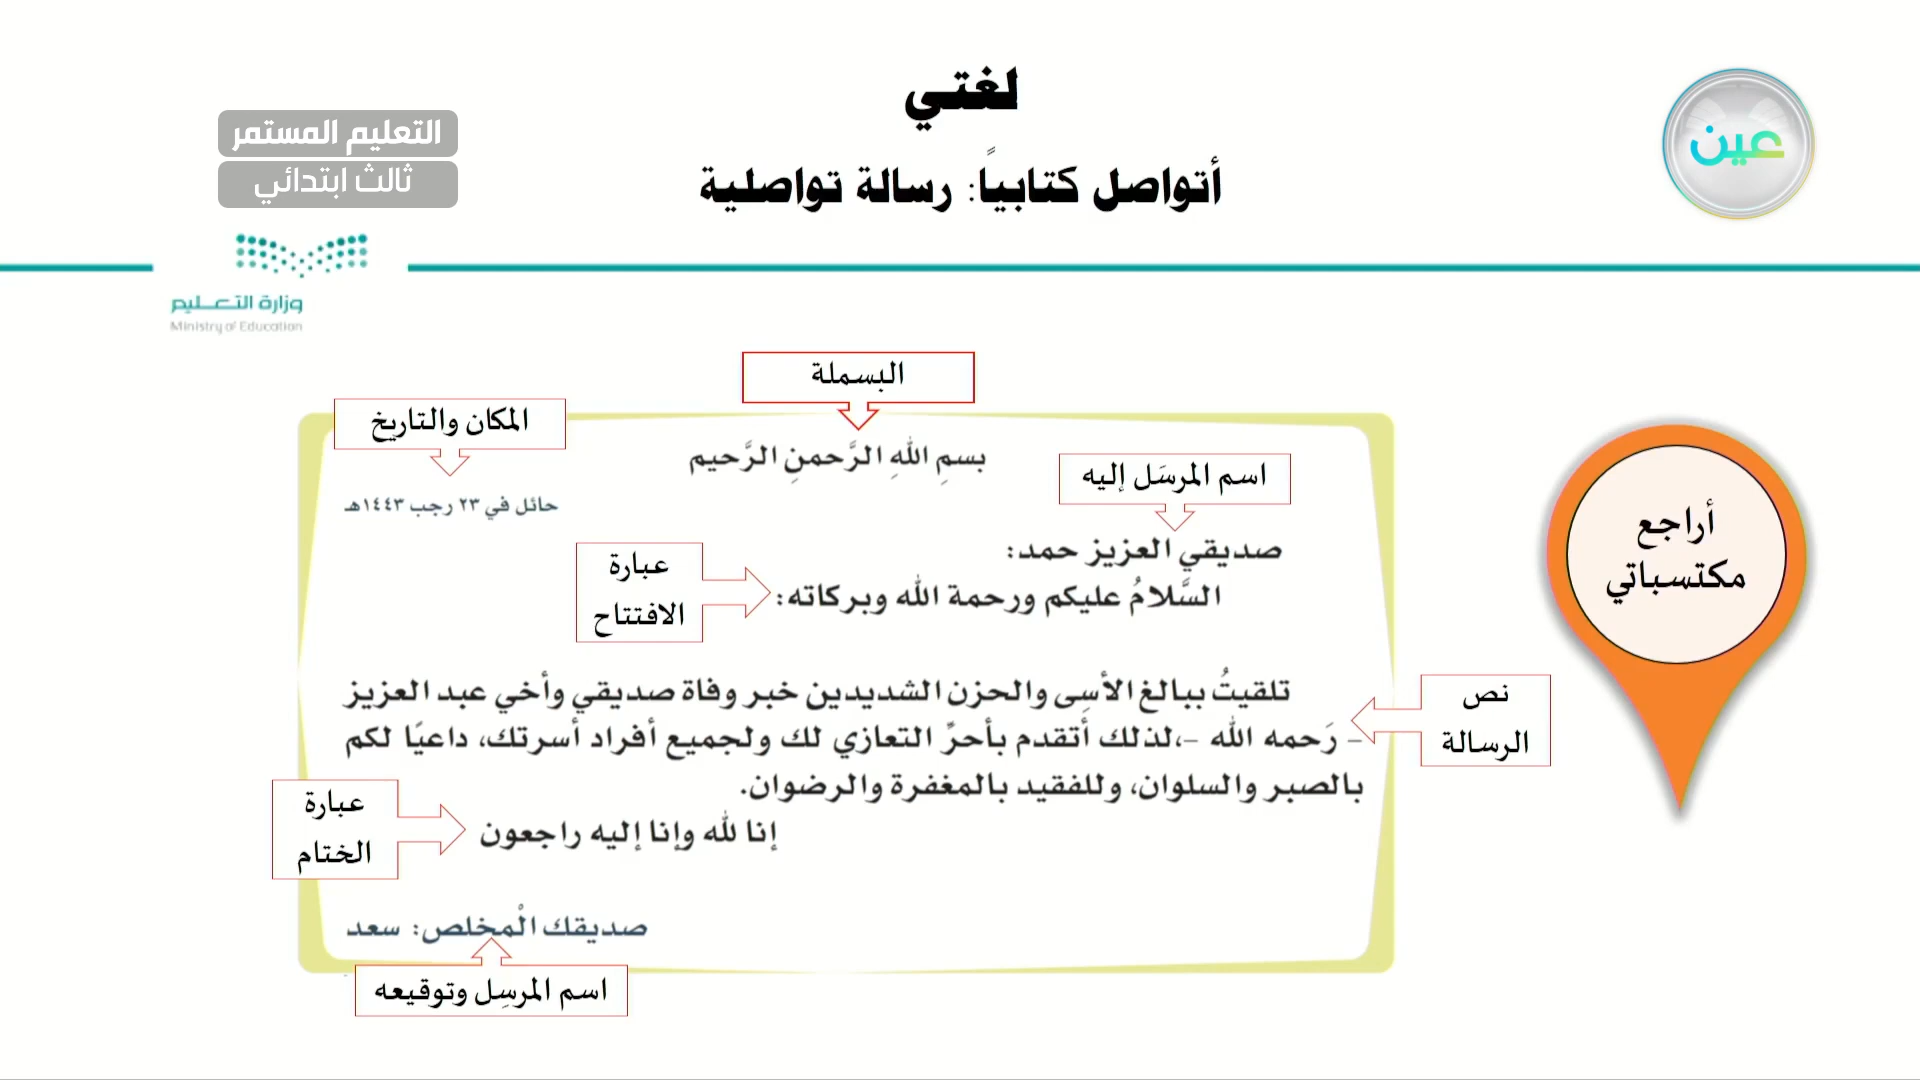 لغتي
أتواصل كتابياً: رسالة تواصلية
عين
التعليم المستمر
ثالث ابتدائي
وزارة التعليم
Ministry of Education
أراجع
مكتسباتي
البسملة
المكان والتاريخ
بسمِ اللهِ الرَّحمنِ الرَّحيم
اسم المرسَل إليه
حائل في ٢٣ رجب ١٤٤٣هـ
صديقي العزيز حمد:
عبارة
الافتتاح
السَّلامُ عليكم ورحمة الله وبركاته:
نص
الرسالة
تلقيتُ ببالغ الأسِى والحزن الشديدين خبر وفاة صديقي وأخي عبد العزيز
– رَحمه الله –،لذلك أتقدم بأحرِّ التعازي لك ولجميع أفراد أسرتك، داعيًا لكم
بالصبر والسلوان، وللفقيد بالمغفرة والرضوان.
عبارة
الختام
إنا لله وإنا إليه راجعون
صديقك الْمخلص: سعد
اسم المرسِل وتوقيعه